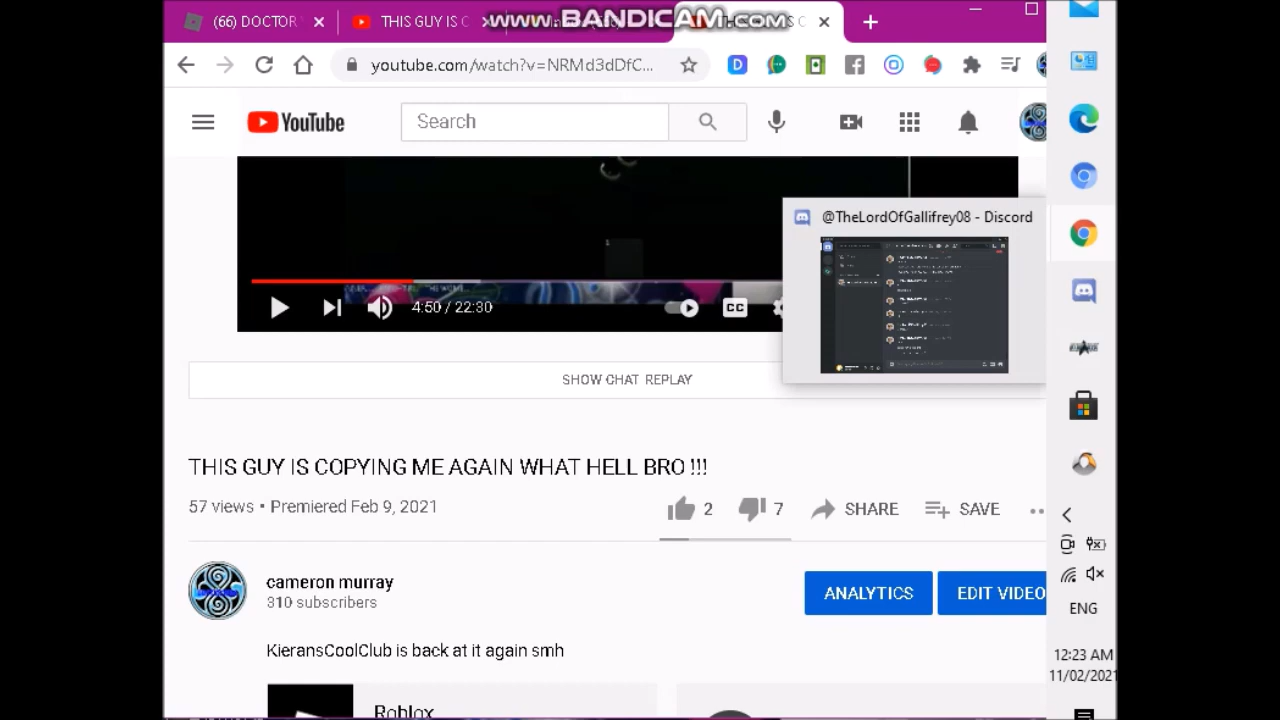 www.BANDICAM.com
(66) DOCTOR
THIS GUY IS C
youtube.com/watch?v=NRMd3dDfC...
YouTube
Search
@TheLordOfGallifrey08 - Discord
4:50 / 22:30
CC
SHOW CHAT REPLAY
THIS GUY IS COPYING ME AGAIN WHAT HELL BRO !!!
57 views • Premiered Feb 9, 2021
2
7
SHARE
SAVE
cameron murray
310 subscribers
ANALYTICS
EDIT VIDEO
KieransCoolClub is back at it again smh
Roblox
ENG
12:23 AM
11/02/2021